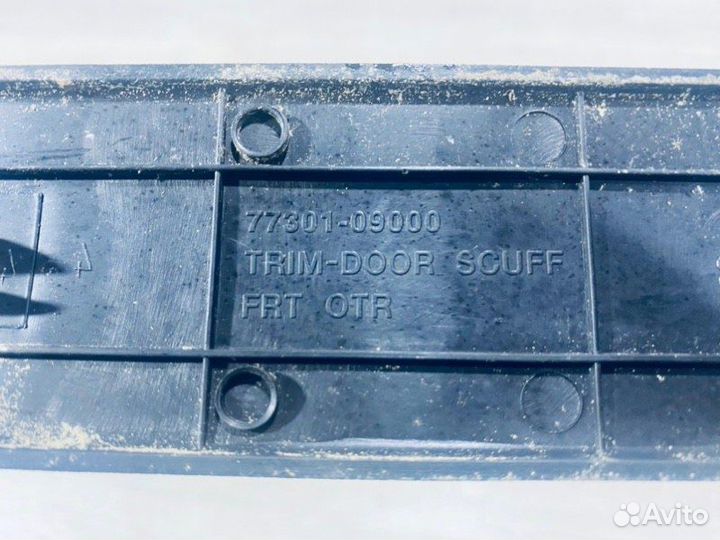 77301-09000
TRIM-DOOR SCUFF
FRT OTR
Avito